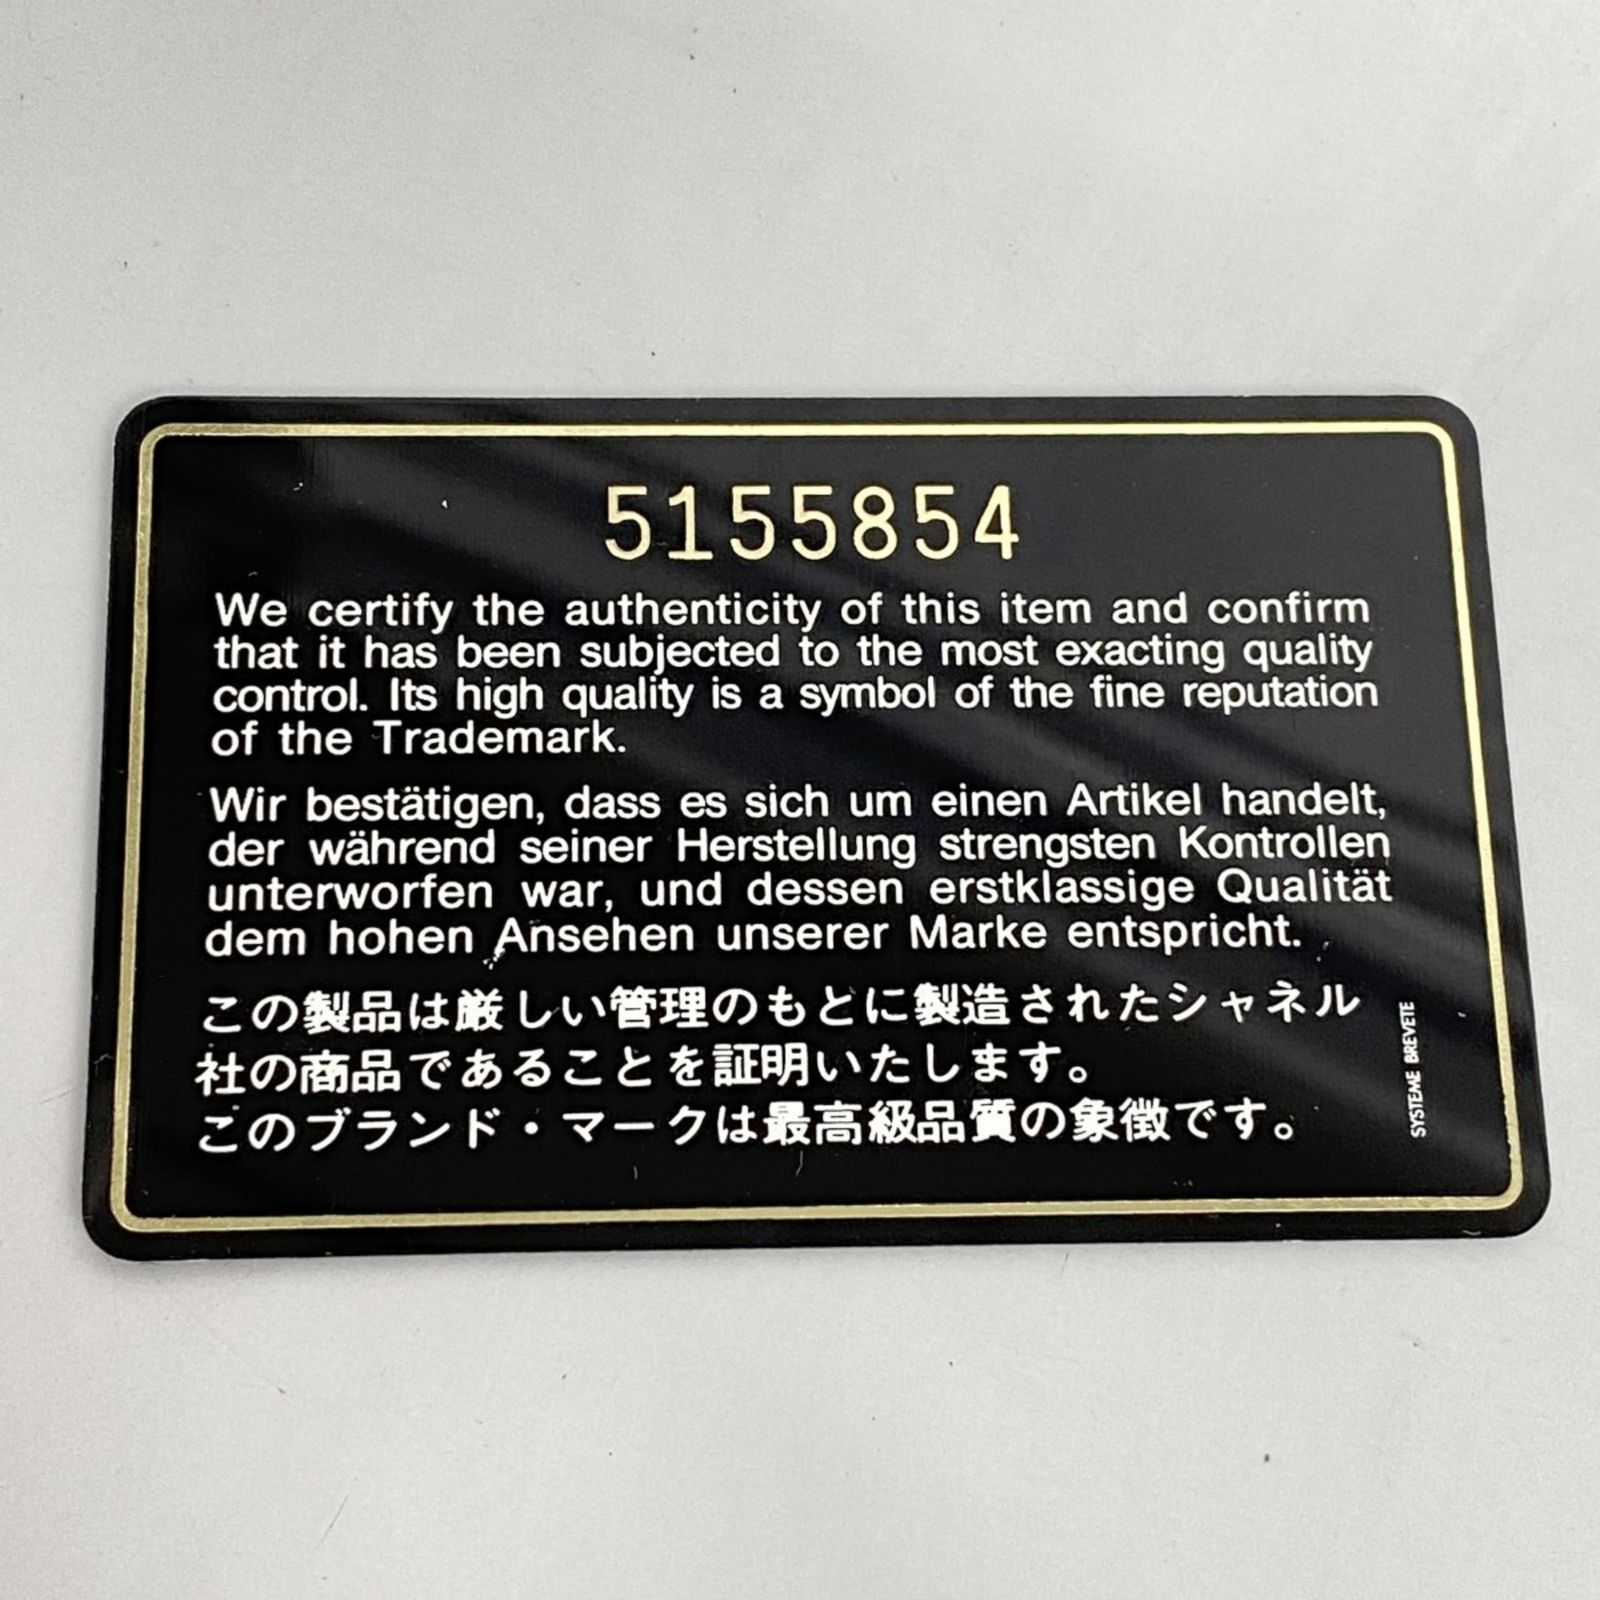 5155854
We certify the authenticity of this item and confirm
that it has been subjected to the most exacting quality
control. Its high quality is a symbol of the fine reputation
of the Trademark.
Wir bestätigen, dass es sich um einen Artikel handelt,
der während seiner Herstellung strengsten Kontrollen
unterworfen war, und dessen erstklassige Qualität
dem hohen Ansehen unserer Marke entspricht.
この製品は厳しい管理のもとに製造されたシャネル
社の商品であることを証明いたします。
このブランド・マークは最高級品質の象徴です。
SYSTEME BREVETE